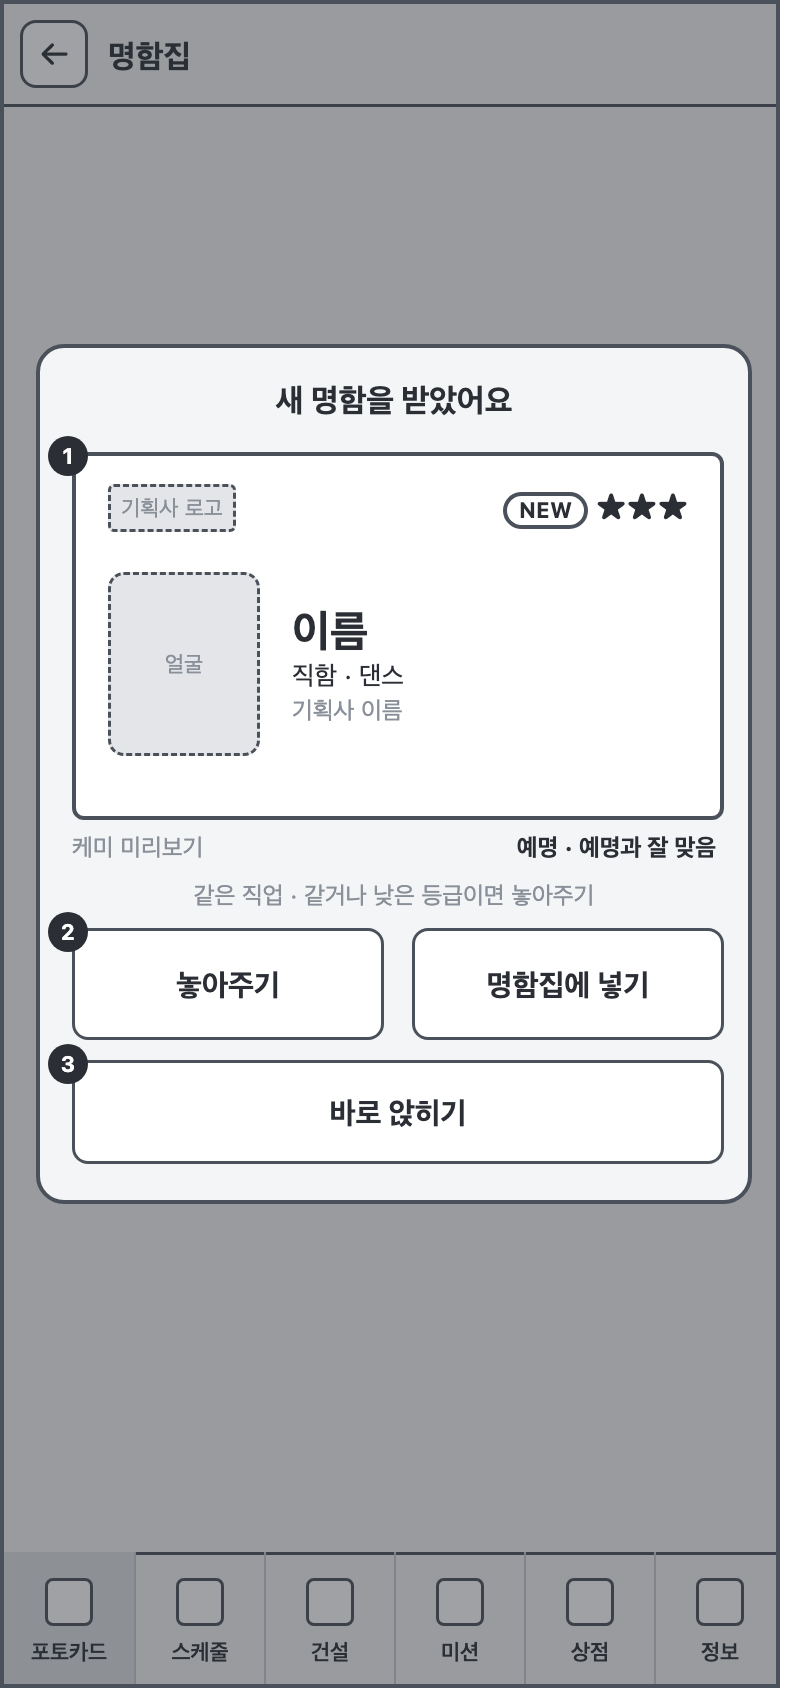 명함집
새 명함을 받았어요
1
기획사 로고
NEW ★★★
얼굴
이름
직함 · 댄스
기획사 이름
케미 미리보기
예명 · 예명과 잘 맞음
같은 직업 · 같거나 낮은 등급이면 놓아주기
2
놓아주기
명함집에 넣기
3
바로 앉히기
포토카드
스케줄
건설
미션
상점
정보